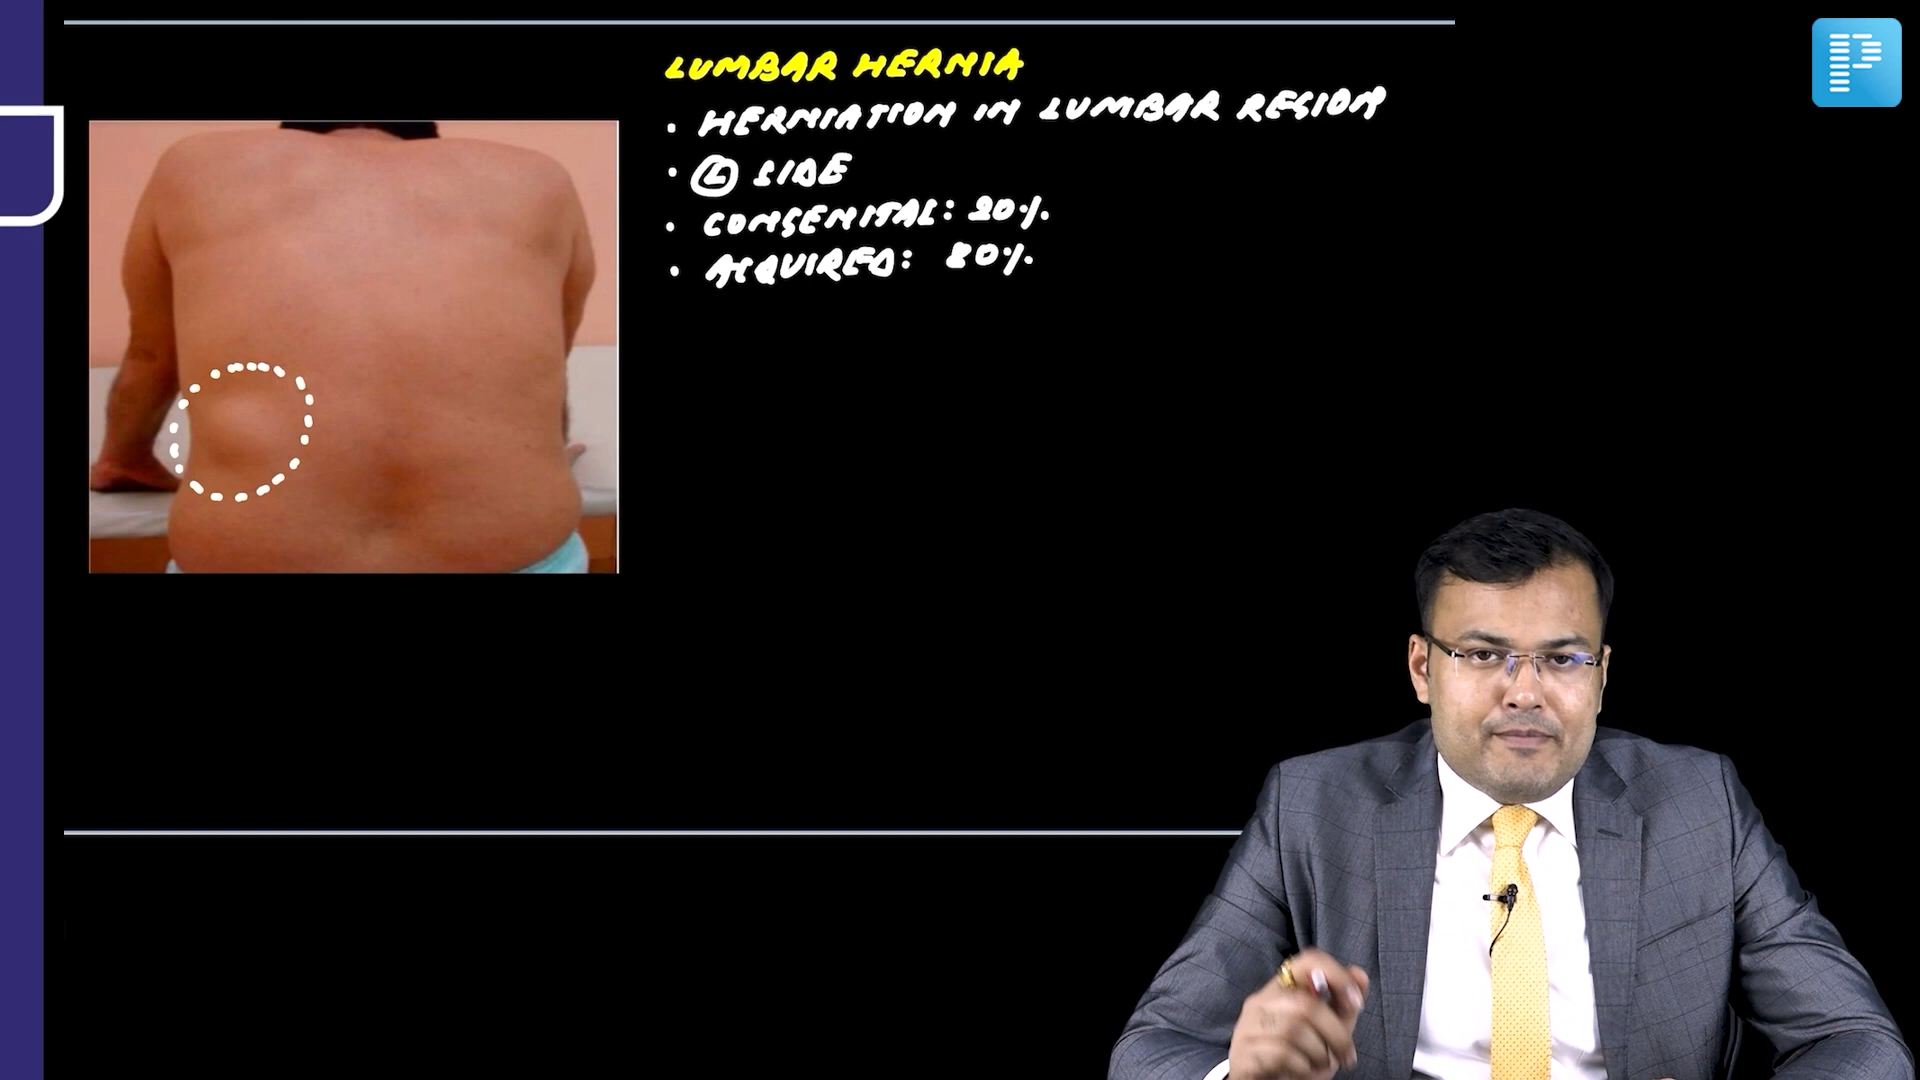 LUMBAR HERNIA
• HERNIATION IN LUMBAR REGION
• Ⓛ SIDE
• CONGENITAL: 20%
• ACQUIRED: 80%
P